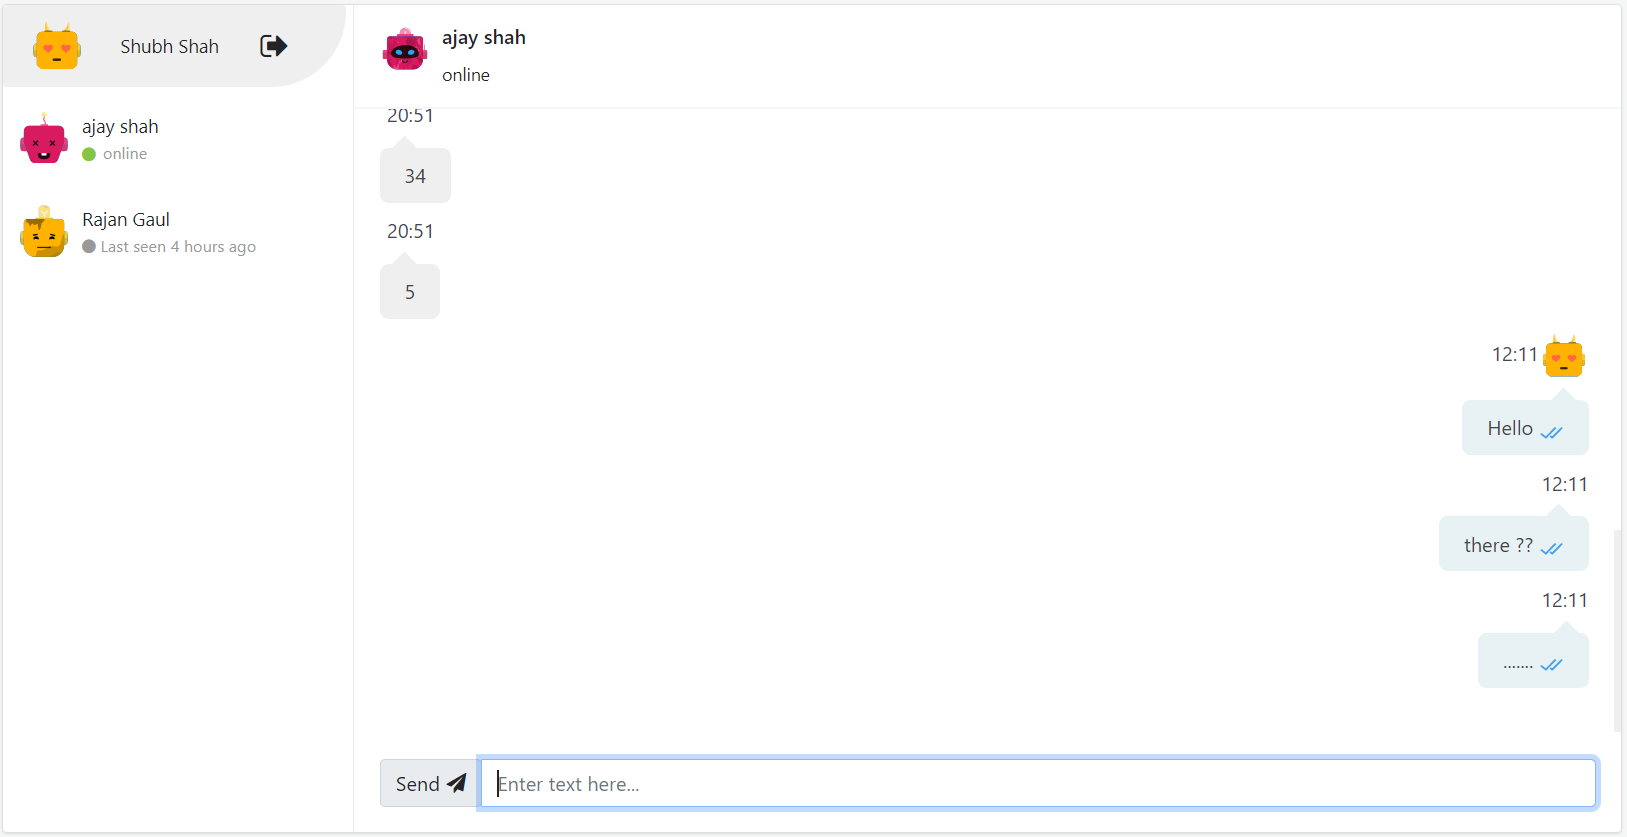 Shubh Shah
ajay shah
online
Rajan Gaul
Last seen 4 hours ago
ajay shah
online
20:51
34
20:51
5
12:11
Hello
12:11
there ??
12:11
.......
Send
Enter text here...